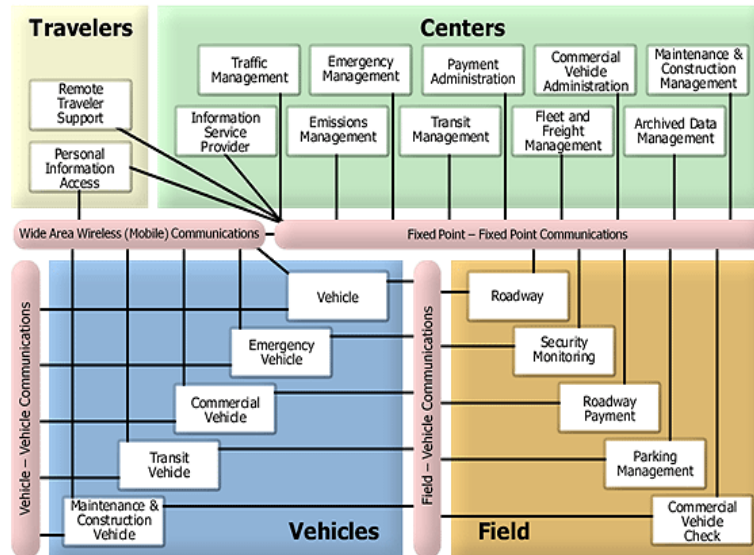 Travelers
Centers
Remote
Traveler
Support
Personal
Information
Access
Traffic
Management
Emergency
Management
Payment
Administration
Commercial
Vehicle
Administration
Maintenance &
Construction
Management
Information
Service
Provider
Emissions
Management
Transit
Management
Fleet and
Freight
Management
Archived Data
Management
Wide Area Wireless (Mobile) Communications
Fixed Point – Fixed Point Communications
Vehicle – Vehicle Communications
Vehicle
Emergency
Vehicle
Commercial
Vehicle
Transit
Vehicle
Maintenance &
Construction
Vehicle
Vehicles
Field – Vehicle Communications
Roadway
Security
Monitoring
Roadway
Payment
Parking
Management
Commercial
Vehicle
Check
Field